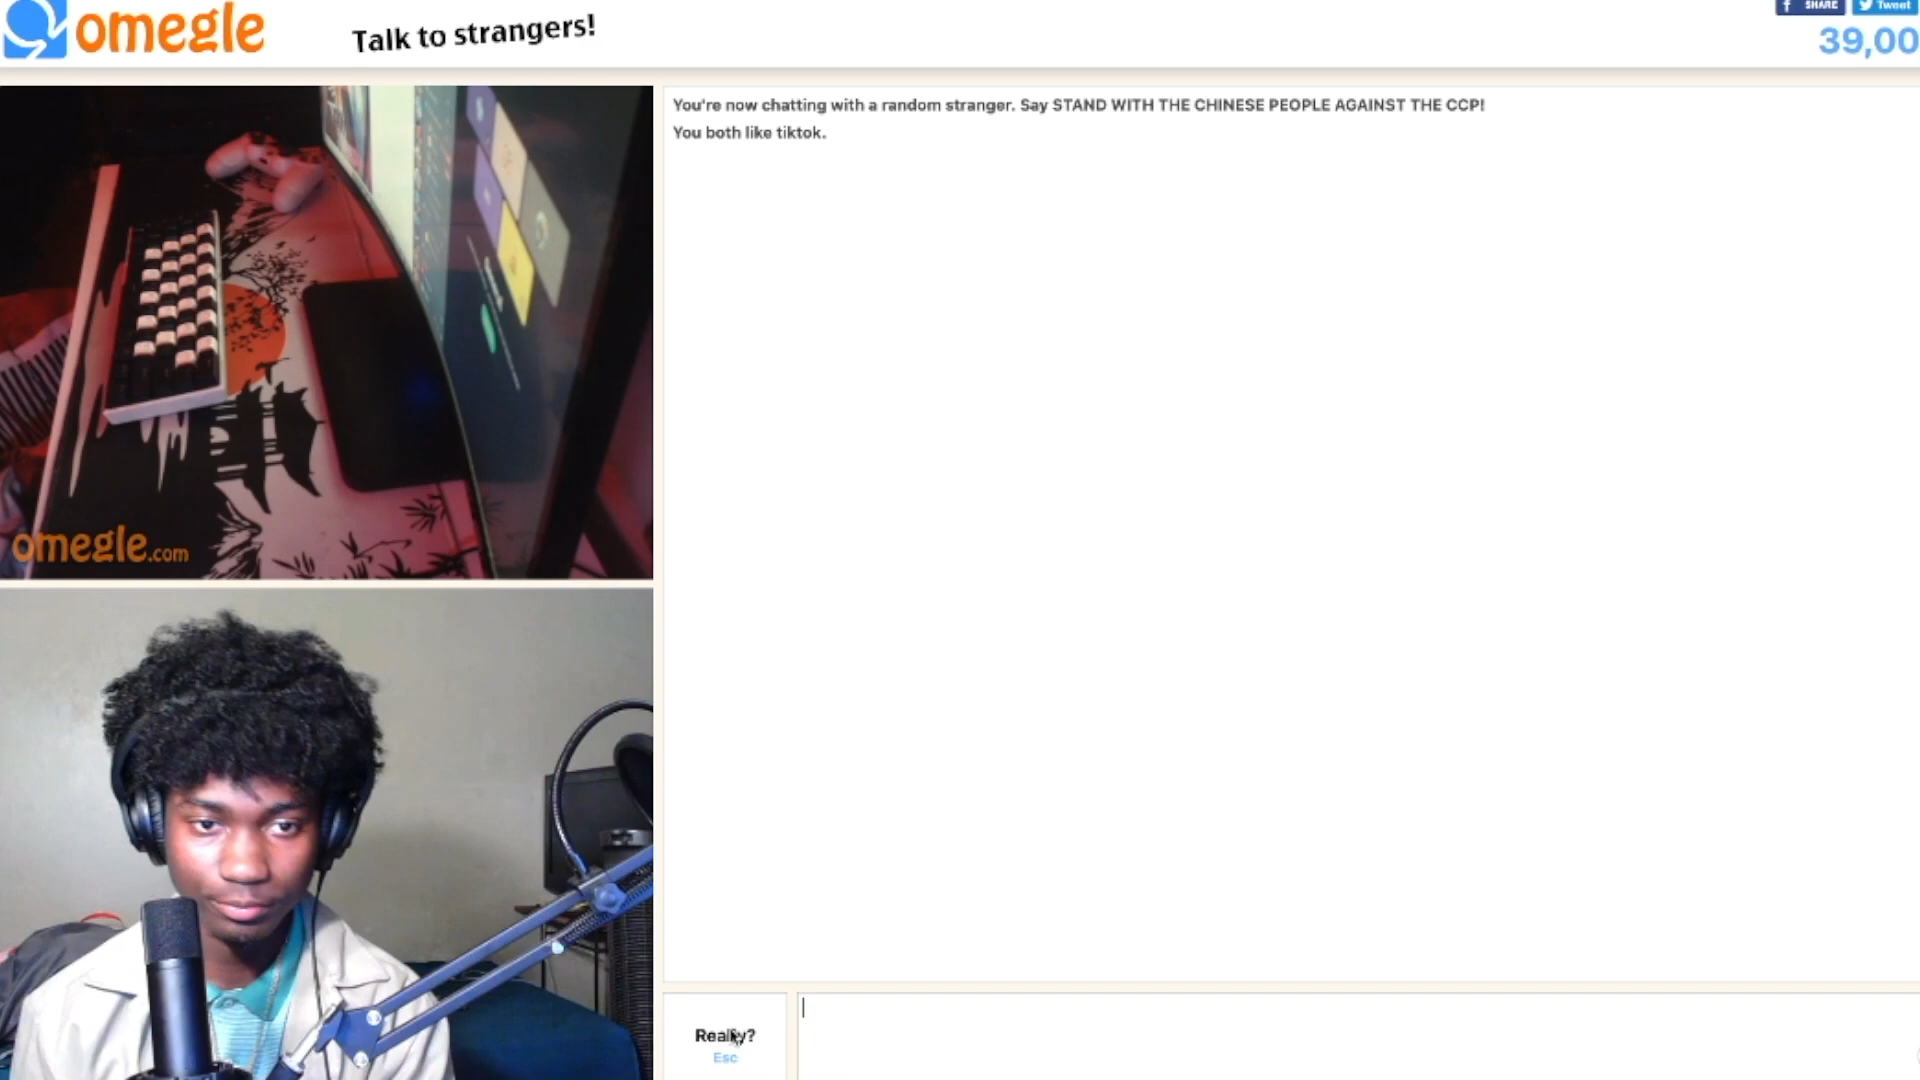 omegle
Talk to strangers!
SHARE
Tweet
39,00
You're now chatting with a random stranger. Say STAND WITH THE CHINESE PEOPLE AGAINST THE CCP!
You both like tiktok.
omegle.com
Really?
Esc